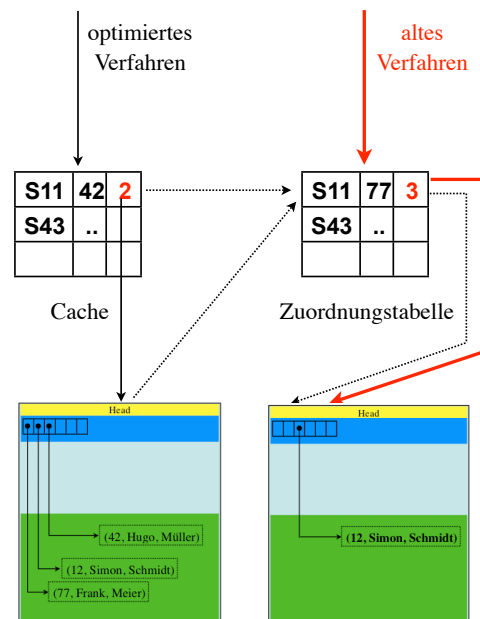 optimiertes
Verfahren
altes
Verfahren
S11 42 2
S43 ..
S11 77 3
S43 ..
Cache
Zuordnungstabelle
Head
Head
(42, Hugo, Müller)
(12, Simon, Schmidt)
(77, Frank, Meier)
(12, Simon, Schmidt)